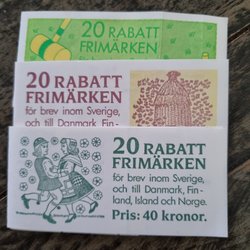 20 RABATT
FRIMÄRKEN
20 RABATT
FRIMÄRKEN
för brev inom Sverige,
och till Danmark, Fin-
20 RABATT
FRIMÄRKEN
för brev inom Sverige,
och till Danmark, Fin-
land, Island och Norge.
Pris: 40 kronor.